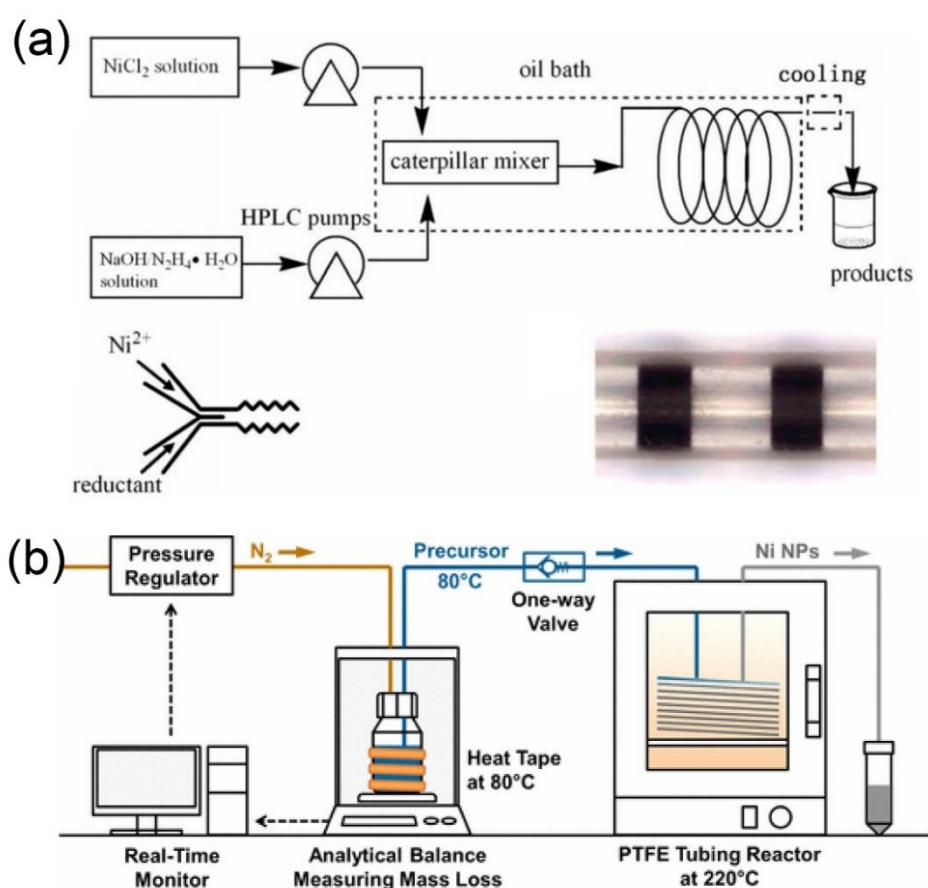 (a)
NiCl₂ solution
oil bath
cooling
caterpillar mixer
HPLC pumps
NaOH/N₂H₄• H₂O
solution
products
Ni²⁺
reductant
(b)
Pressure
Regulator
N₂
Precursor
80°C
One-way
Valve
Ni NPs
Heat Tape
at 80°C
Real-Time
Monitor
Analytical Balance
Measuring Mass Loss
PTFE Tubing Reactor
at 220°C